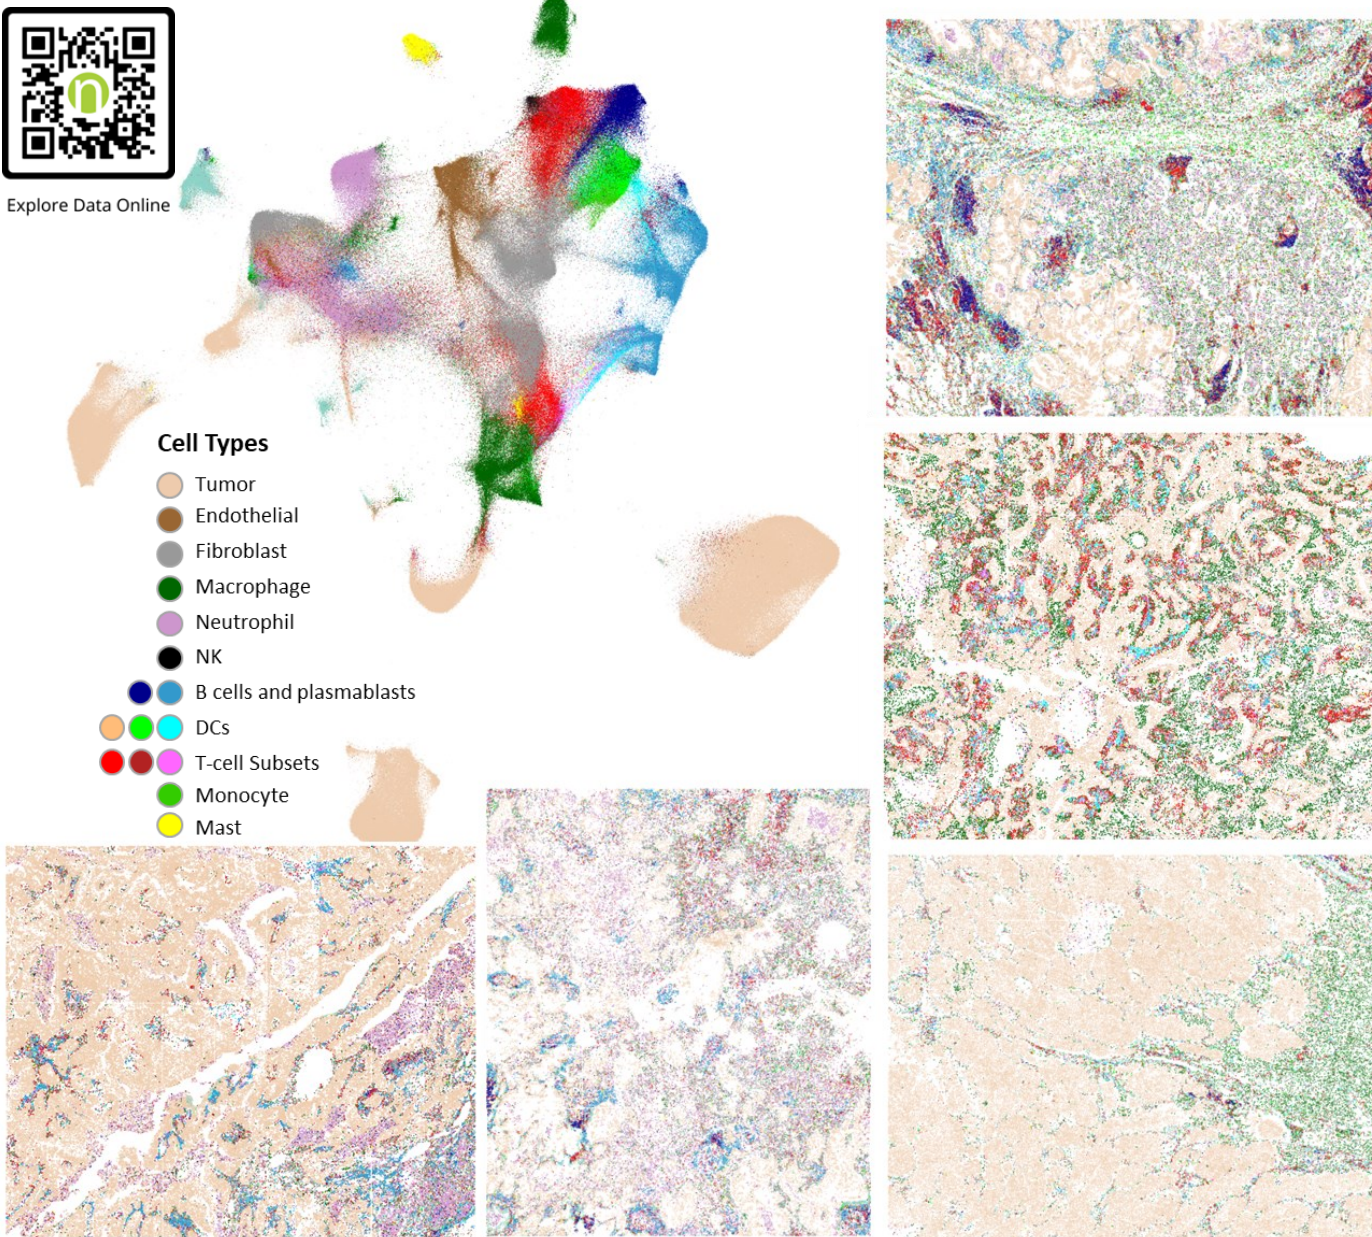 n
Explore Data Online
Cell Types
Tumor
Endothelial
Fibroblast
Macrophage
Neutrophil
NK
B cells and plasmablasts
DCs
T-cell Subsets
Monocyte
Mast